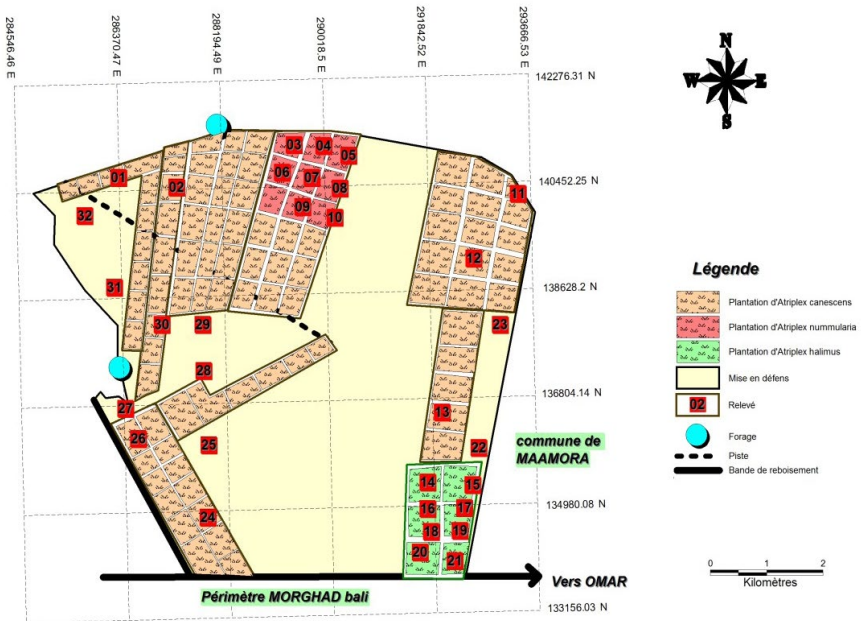 284546.46 E
286370.47 E
288194.49 E
290018.5 E
291842.52 E
293666.53 E
142276.31 N
140452.25 N
138628.2 N
136804.14 N
134980.08 N
133156.03 N
N
W E
S
01
02
03
04
05
06
07
08
09
10
11
12
13
14
15
16
17
18
19
20
21
22
23
24
25
26
27
28
29
30
31
32
commune de
MAAMORA
Périmètre MORGHAD bali
Vers OMAR
Légende
Plantation d'Atriplex canescens
Plantation d'Atriplex nummularia
Plantation d'Atriplex halimus
Mise en défens
02 Relevé
Forage
Piste
Bande de reboisement
0 1 2
Kilomètres